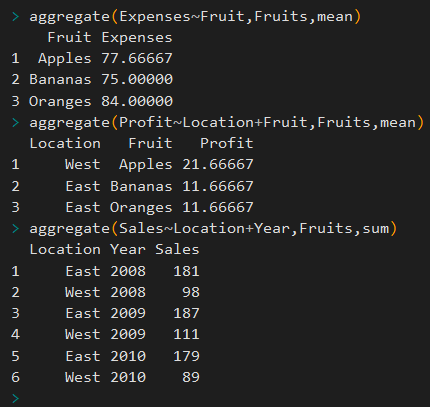 > aggregate(Expenses~Fruit,Fruits,mean)
    Fruit Expenses
1  Apples 77.66667
2 Bananas 75.00000
3 Oranges 84.00000
> aggregate(Profit~Location+Fruit,Fruits,mean)
  Location   Fruit   Profit
1     West  Apples 21.66667
2     East Bananas 11.66667
3     East Oranges 11.66667
> aggregate(Sales~Location+Year,Fruits,sum)
  Location Year Sales
1     East 2008   181
2     West 2008    98
3     East 2009   187
4     West 2009   111
5     East 2010   179
6     West 2010    89
>